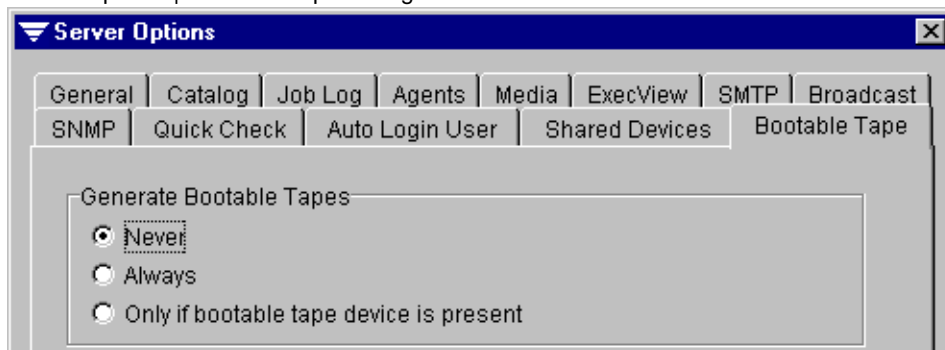 Server Options
General Catalog Job Log Agents Media ExecView SMTP Broadcast
SNMP Quick Check Auto Login User Shared Devices Bootable Tape
Generate Bootable Tapes
Never
Always
Only if bootable tape device is present